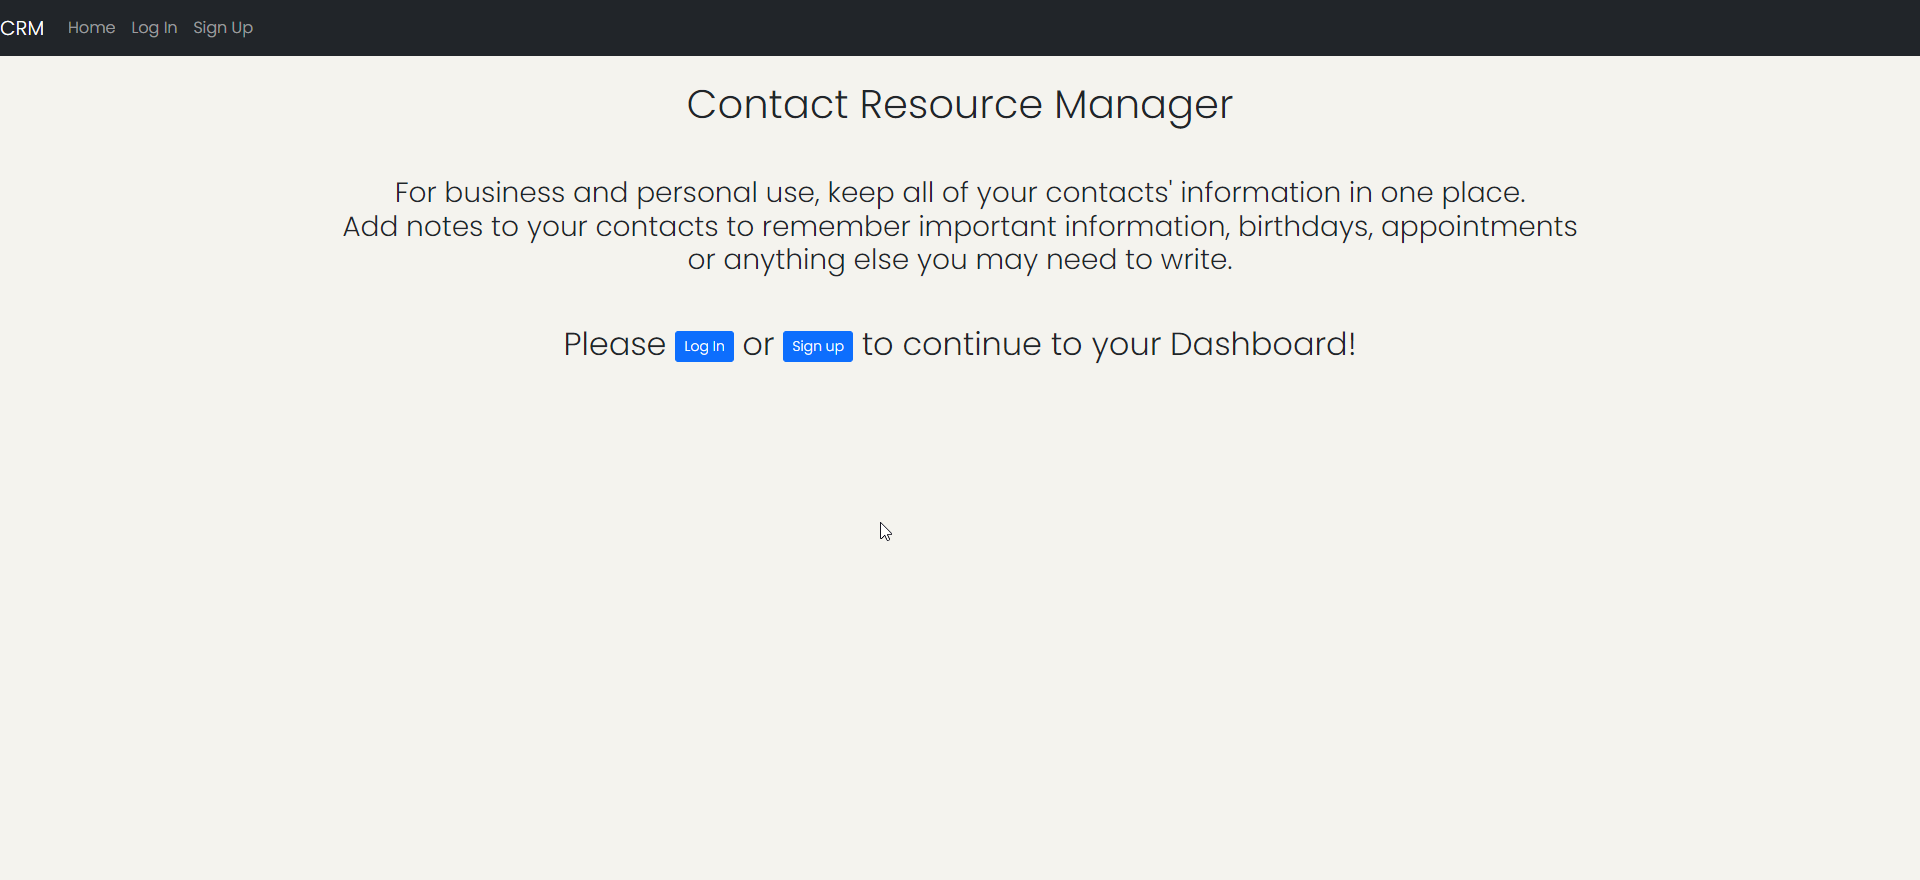 CRM Home Log In Sign Up
Contact Resource Manager
For business and personal use, keep all of your contacts' information in one place.
Add notes to your contacts to remember important information, birthdays, appointments
or anything else you may need to write.
Please Log In or Sign up to continue to your Dashboard!